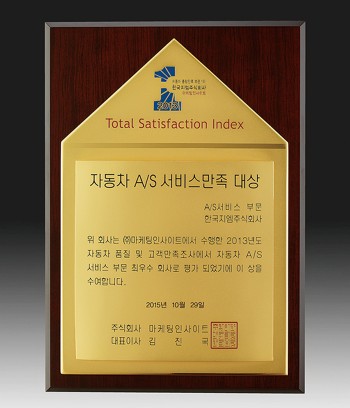 한국지엠주식회사
2013
Total Satisfaction Index
자동차 A/S 서비스만족 대상
A/S서비스 부문
한국지엠주식회사
위 회사는 ㈜마케팅인사이트에서 수행한 2013년도
자동차 품질 및 고객만족조사에서 자동차 A/S
서비스 부문 최우수 회사로 평가 되었기에 이 상을
수여합니다.
2015년 10월 29일
주식회사 마케팅인사이트
대표이사 김 진 국